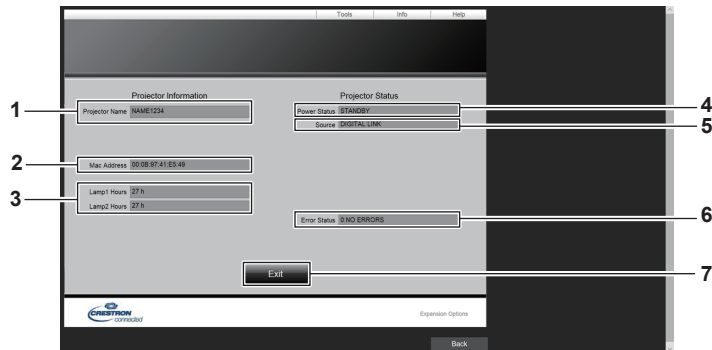 Tools Info Help
Projector Information
Projector Status
1
Projector Name NAME1234
Power Status STANDBY
4
Source DIGITAL LINK
5
2
Mac Address 00:0B:97:41:E5:49
3
Lamp1 Hours 27 h
Lamp2 Hours 27 h
Error Status 0:NO ERRORS
6
Exit
7
CRESTRON
connected
Expansion Options
Back